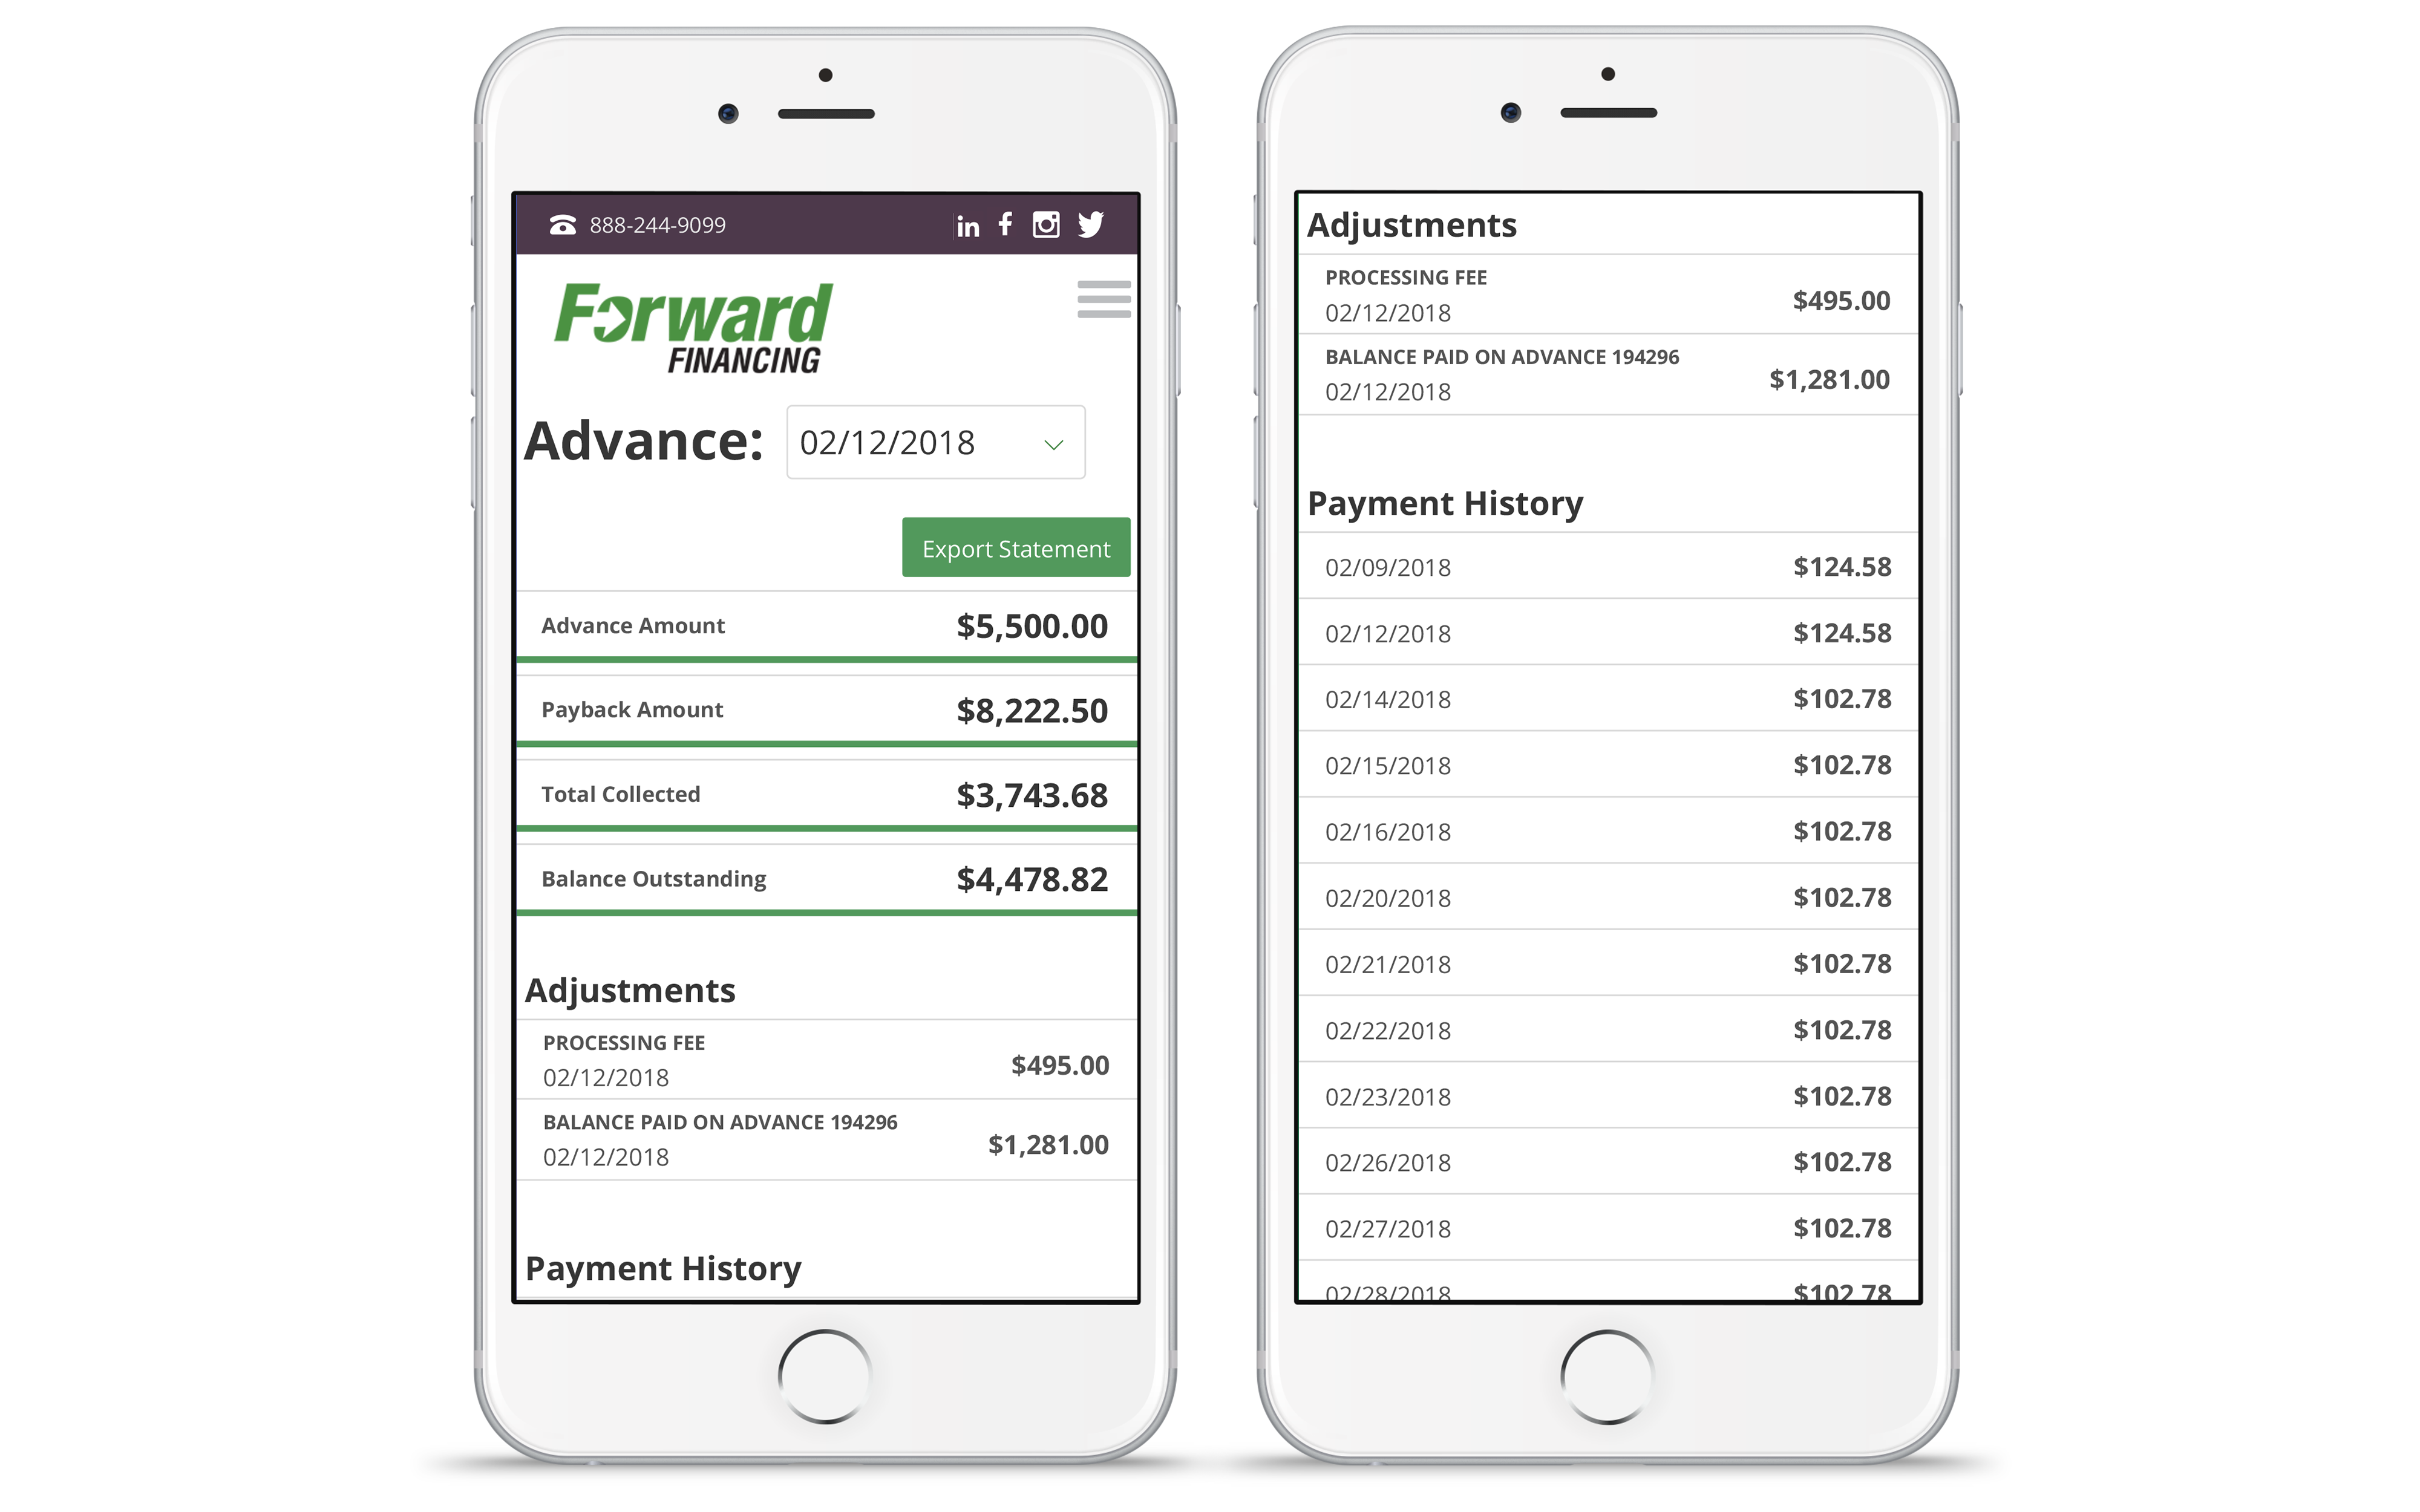 888-244-9099
Forward
FINANCING
Advance: 02/12/2018
Export Statement
Advance Amount $5,500.00
Payback Amount $8,222.50
Total Collected $3,743.68
Balance Outstanding $4,478.82
Adjustments
PROCESSING FEE
02/12/2018 $495.00
BALANCE PAID ON ADVANCE 194296
02/12/2018 $1,281.00
Payment History
Adjustments
PROCESSING FEE
02/12/2018 $495.00
BALANCE PAID ON ADVANCE 194296
02/12/2018 $1,281.00
Payment History
02/09/2018 $124.58
02/12/2018 $124.58
02/14/2018 $102.78
02/15/2018 $102.78
02/16/2018 $102.78
02/20/2018 $102.78
02/21/2018 $102.78
02/22/2018 $102.78
02/23/2018 $102.78
02/26/2018 $102.78
02/27/2018 $102.78
02/28/2018 $102.78